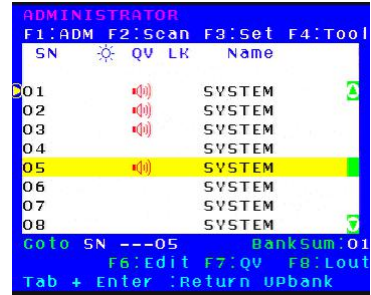 ADMINISTRATOR
F1:ADM F2:Scan F3:Set F4:Tool
SN QV LK Name
01 SYSTEM
02 SYSTEM
03 SYSTEM
04 SYSTEM
05 SYSTEM
06 SYSTEM
07 SYSTEM
08 SYSTEM
Goto SN ---05 BankSum:01
F6:Edit F7:QV F8:Lout
Tab + Enter :Return UPbank